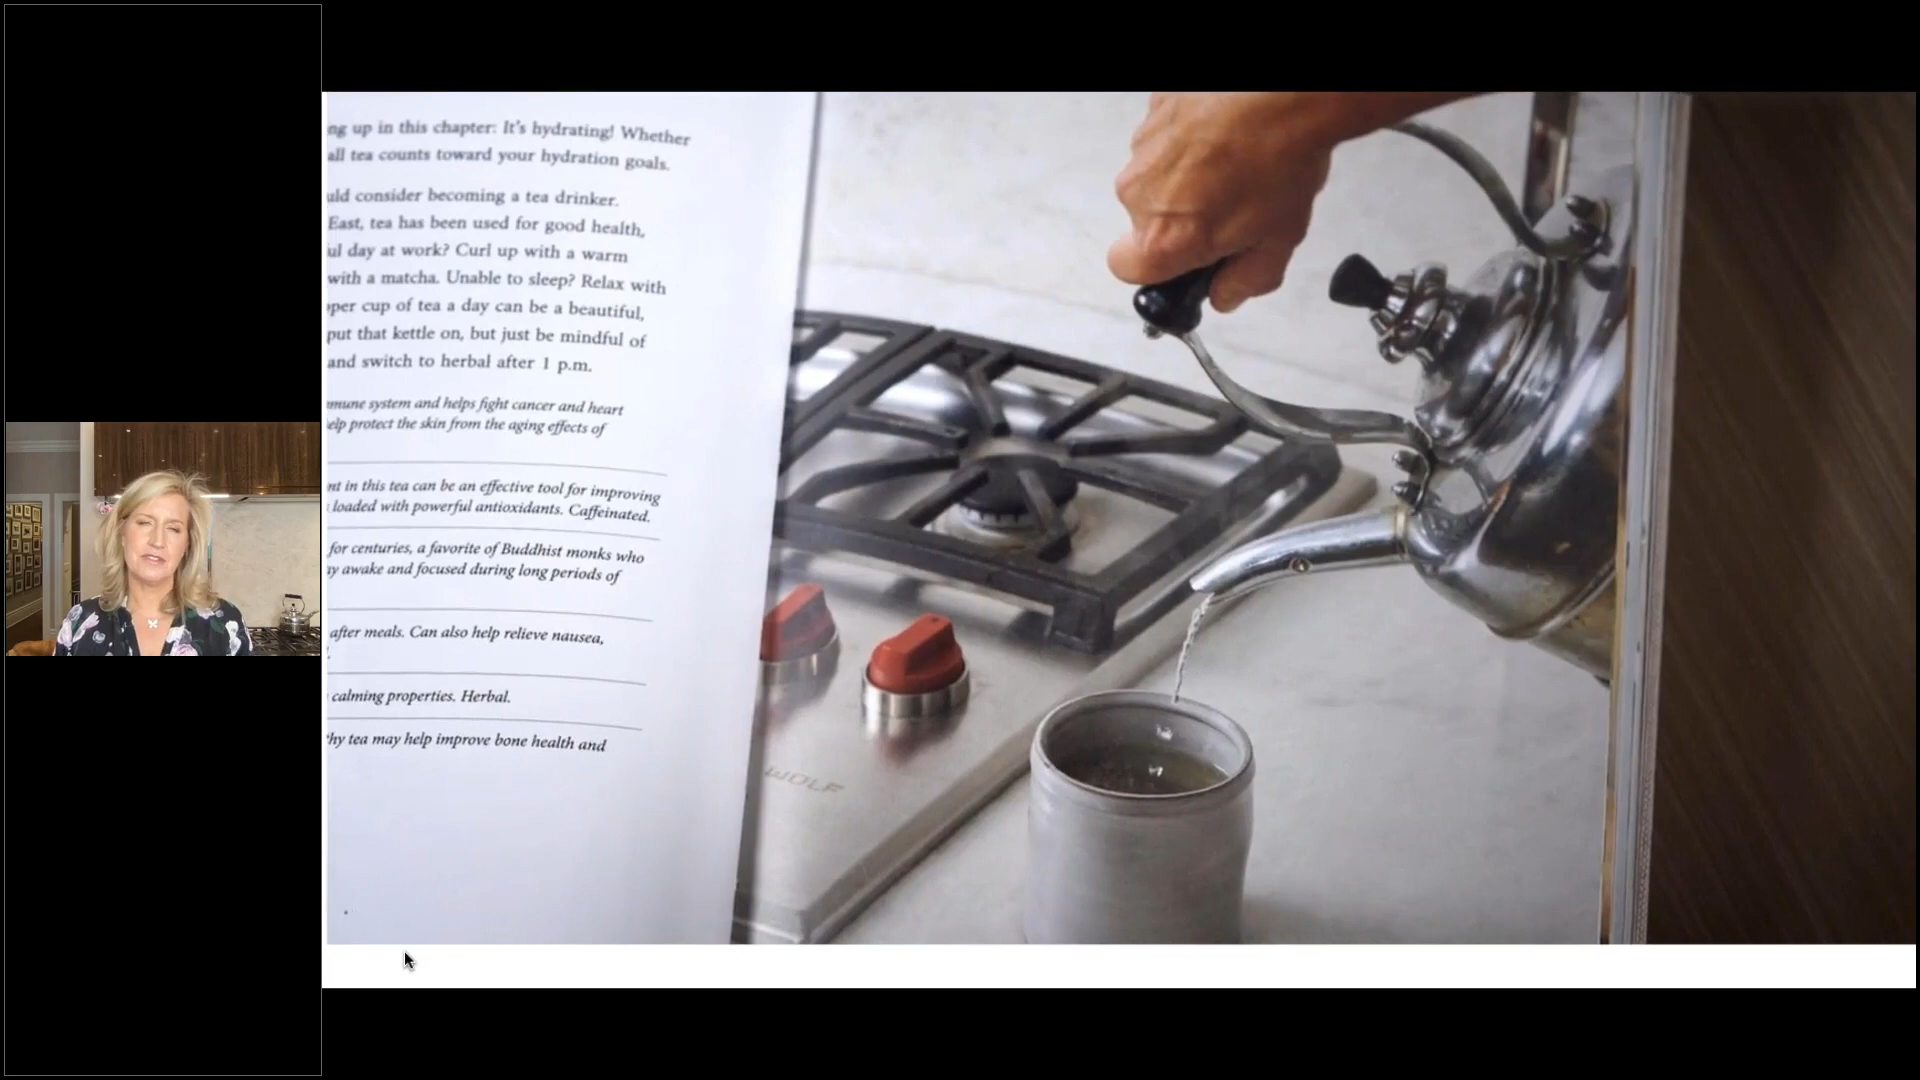 ng up in this chapter: It's hydrating! Whether
all tea counts toward your hydration goals.
uld consider becoming a tea drinker.
East, tea has been used for good health,
ul day at work? Curl up with a warm
with a matcha. Unable to sleep? Relax with
per cup of tea a day can be a beautiful,
put that kettle on, but just be mindful of
and switch to herbal after 1 p.m.
mmune system and helps fight cancer and heart
elp protect the skin from the aging effects of
nt in this tea can be an effective tool for improving
loaded with powerful antioxidants. Caffeinated.
for centuries, a favorite of Buddhist monks who
ay awake and focused during long periods of
after meals. Can also help relieve nausea,
calming properties. Herbal.
thy tea may help improve bone health and
WOLF